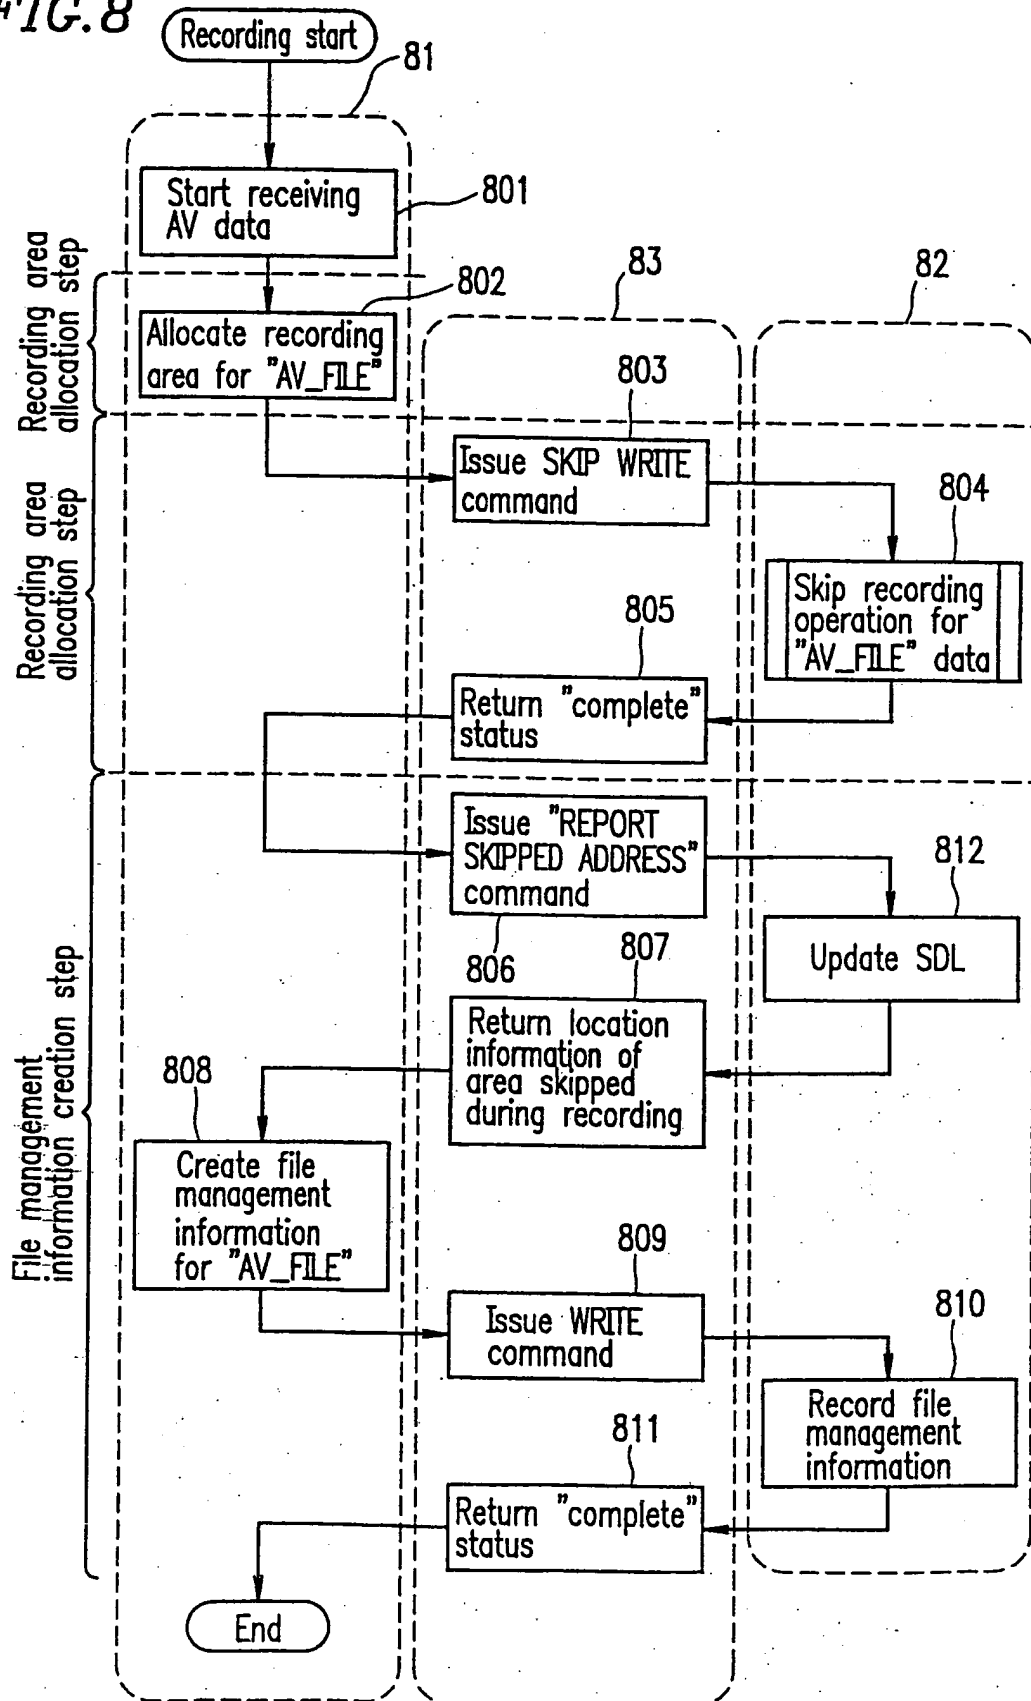 FIG. 8
Recording start
81
Start receiving
AV data
801
Recording area
allocation step
802
Allocate recording
area for "AV_FILE"
83
82
Recording area
allocation step
803
Issue SKIP WRITE
command
804
Skip recording
operation for
"AV_FILE" data
805
Return "complete"
status
File management
information creation step
Issue "REPORT
SKIPPED ADDRESS"
command
806
812
Update SDL
807
Return location
information of
area skipped
during recording
808
Create file
management
information
for "AV_FILE"
809
Issue WRITE
command
810
Record file
management
information
811
Return "complete"
status
End